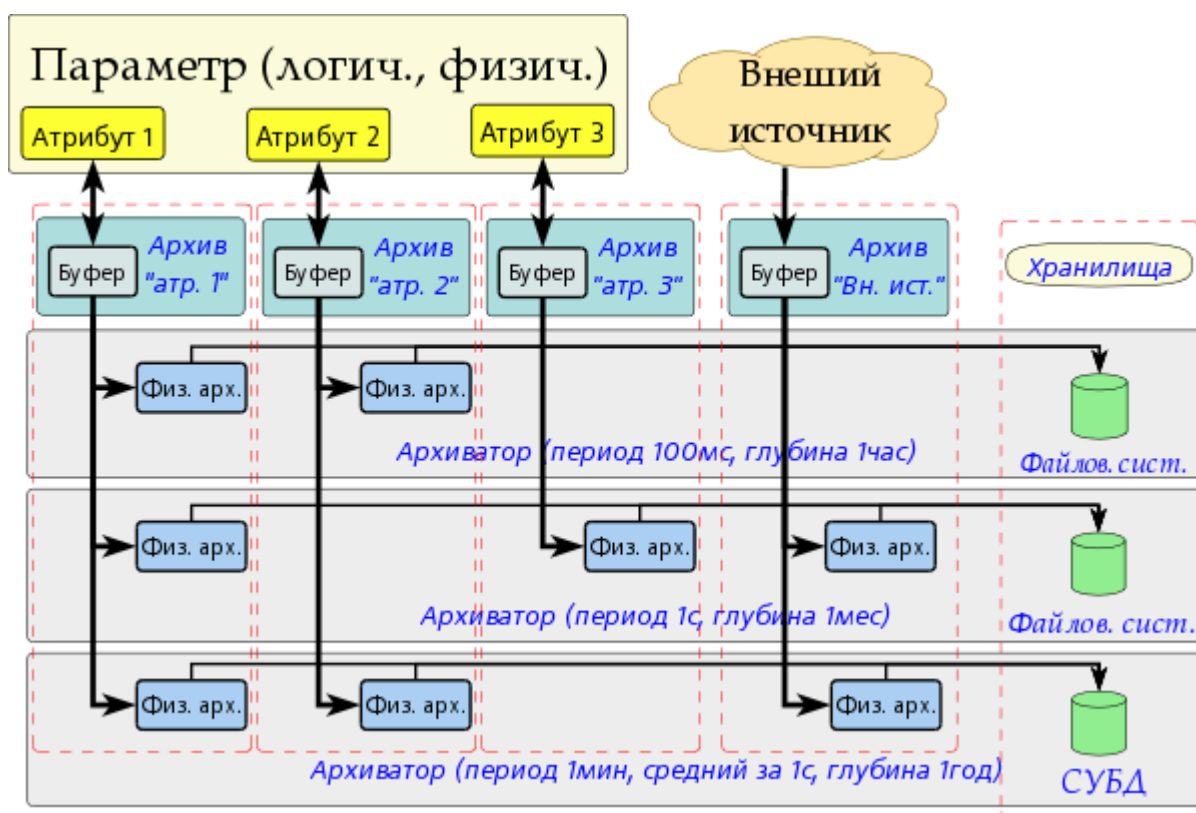 Параметр (логич., физич.)
Атрибут 1
Атрибут 2
Атрибут 3
Внеший
источник
Буфер
Архив
"атр. 1"
Буфер
Архив
"атр. 2"
Буфер
Архив
"атр. 3"
Буфер
Архив
"Вн. ист."
Хранилища
Физ. арх.
Физ. арх.
Архиватор (период 100мс, глубина 1час)
Файлов. сист.
Физ. арх.
Физ. арх.
Физ. арх.
Архиватор (период 1с, глубина 1мес)
Файлов. сист.
Физ. арх.
Физ. арх.
Физ. арх.
Архиватор (период 1мин, средний за 1с, глубина 1год)
СУБД